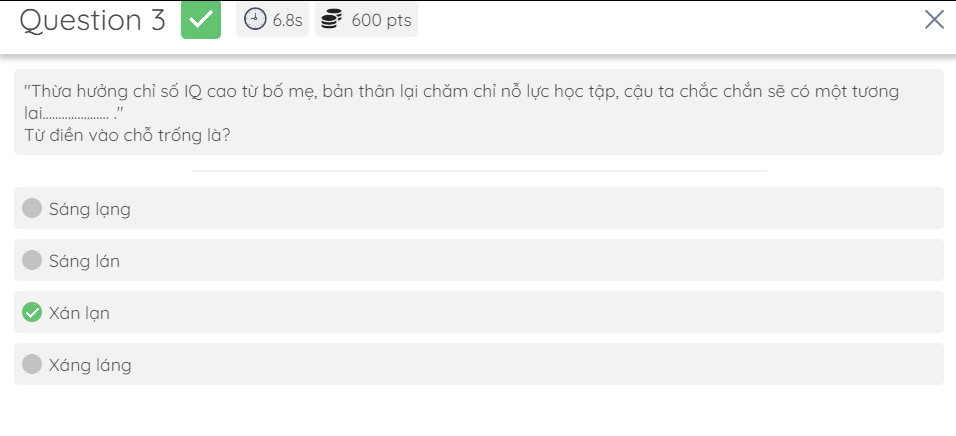 Question 3
6.8s
600 pts
"Thừa hưởng chỉ số IQ cao từ bố mẹ, bản thân lại chăm chỉ nỗ lực học tập, cậu ta chắc chắn sẽ có một tương
lai..................... ."
Từ điền vào chỗ trống là?
Sáng lạng
Sáng lán
Xán lạn
Xáng láng